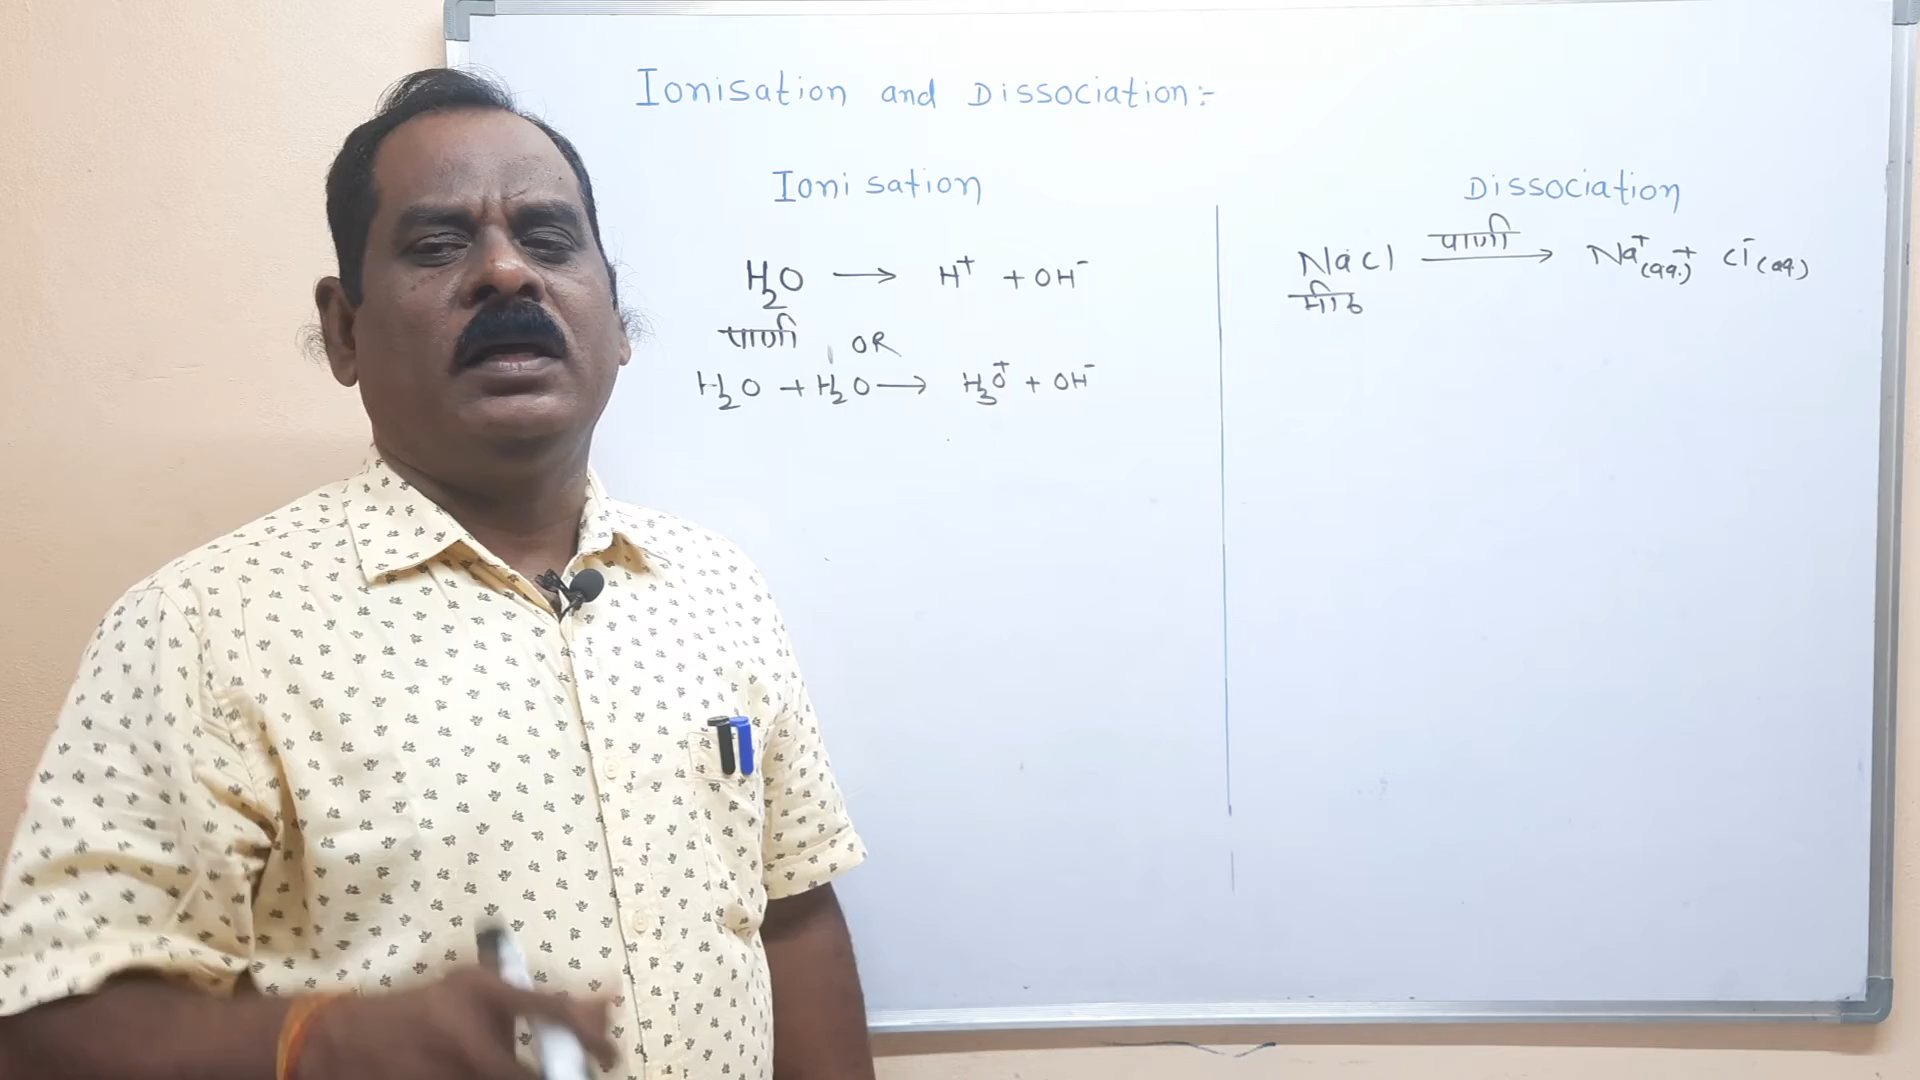 Ionisation and Dissociation:-
Ionisation
H₂O ⟶ H⁺ + OH⁻
पाणी OR
H₂O + H₂O ⟶ H₃O⁺ + OH⁻
Dissociation
पाणी
NaCl ⟶ Na⁺(aq.) + Cl⁻(aq)
मीठ